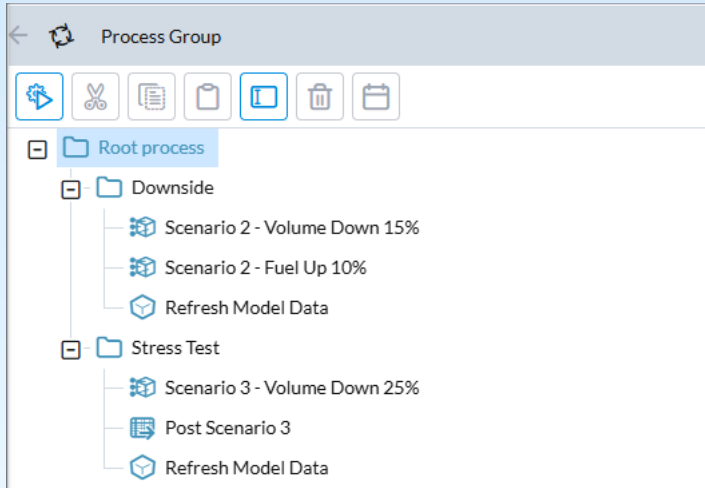 Process Group
Root process
Downside
Scenario 2 - Volume Down 15%
Scenario 2 - Fuel Up 10%
Refresh Model Data
Stress Test
Scenario 3 - Volume Down 25%
Post Scenario 3
Refresh Model Data